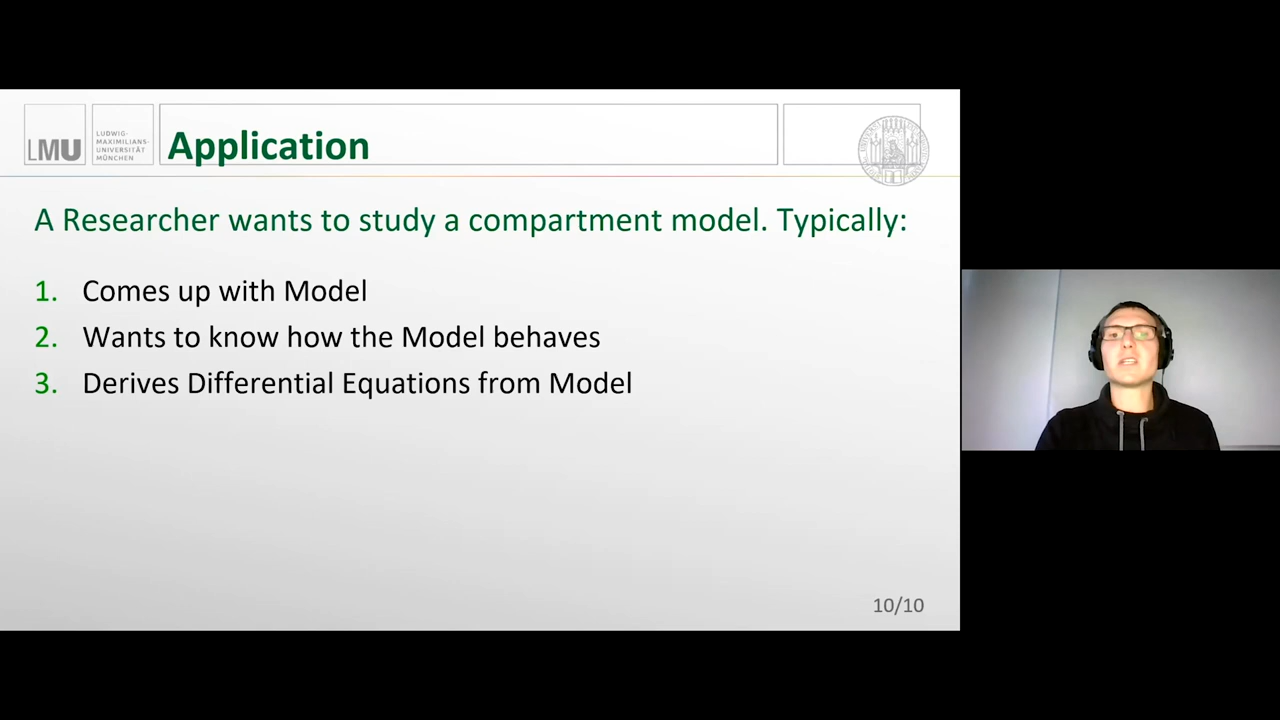 LMU
LUDWIG-
MAXIMILIANS-
UNIVERSITÄT
MÜNCHEN
Application
A Researcher wants to study a compartment model. Typically:
1. Comes up with Model
2. Wants to know how the Model behaves
3. Derives Differential Equations from Model
10/10